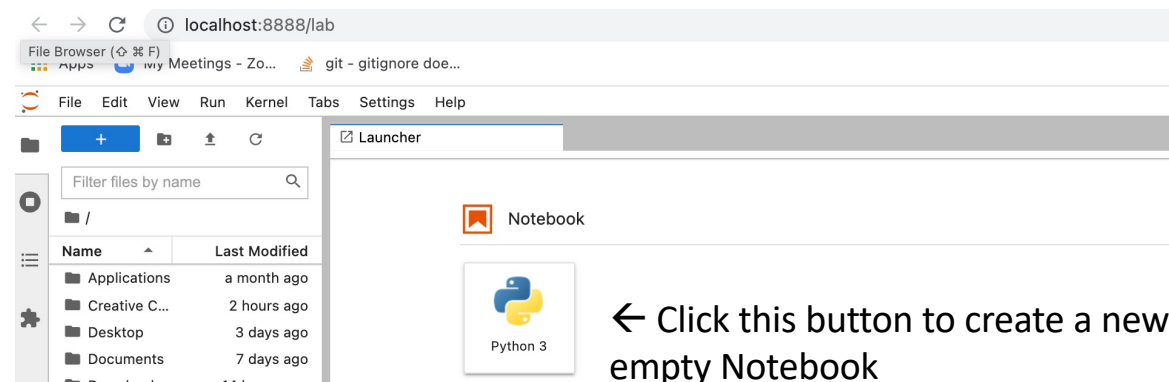 localhost:8888/lab
File Browser (⇧ ⌘ F)
Apps My Meetings - Zo... git - gitignore doe...
File Edit View Run Kernel Tabs Settings Help
+
Launcher
Filter files by name
/
Notebook
Name Last Modified
Applications a month ago
Creative C... 2 hours ago
Desktop 3 days ago
Documents 7 days ago
Python 3
← Click this button to create a new
empty Notebook